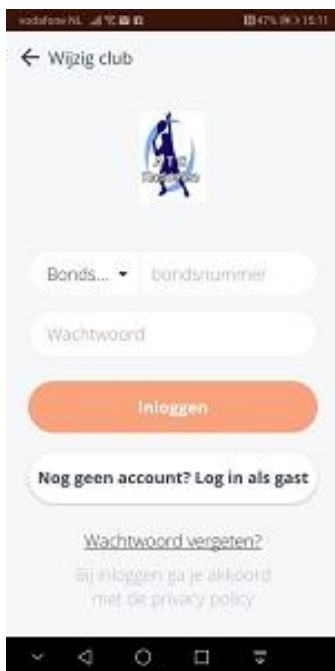 vodafone NL 47% 15:11
Wijzig club
Bonds... bondsnummer
Wachtwoord
Inloggen
Nog geen account? Log in als gast
Wachtwoord vergeten?
Bij inloggen ga je akkoord
met de privacy policy